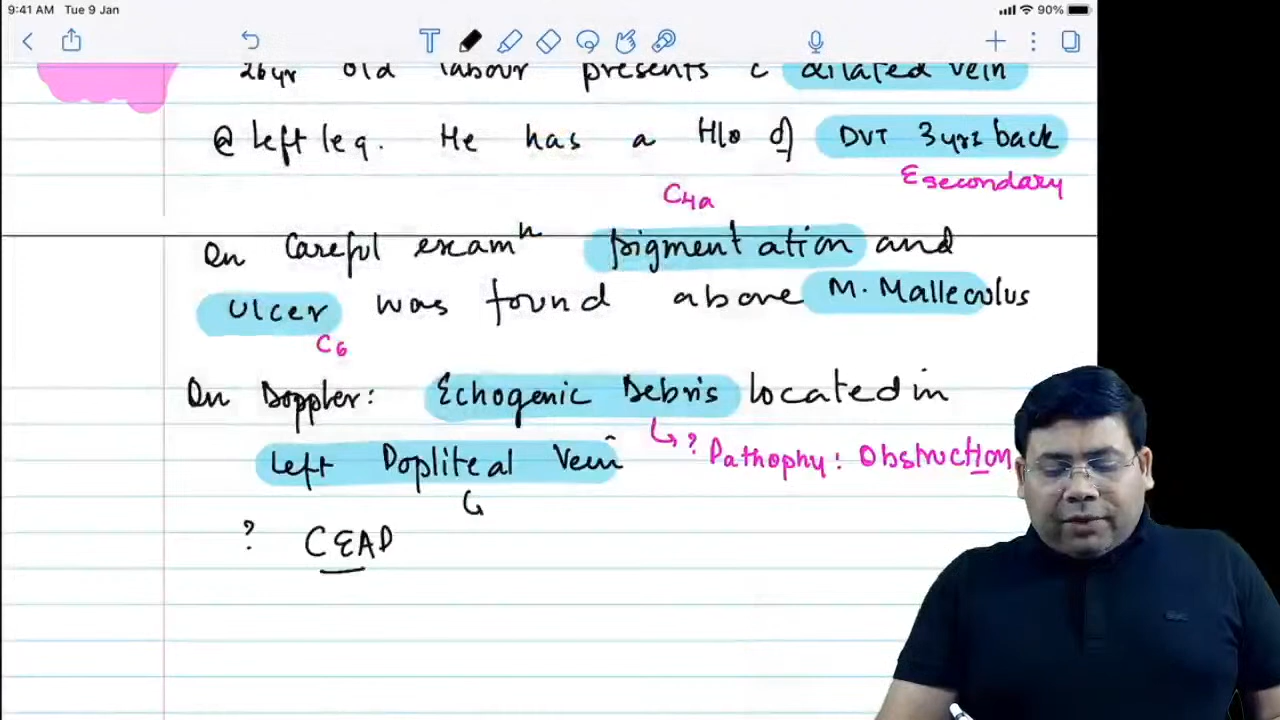 9:41 AM Tue 9 Jan 90%
26yr old labour presents c dilated vein
@ left leg. He has a H/o of DVT 3 yrs back
Esecondary
C4a
On Careful examn pigmentation and
Ulcer was found above M. Malleolus
C6
On Doppler: Echogenic Debris located in
↳ ? Pathophy: Obstruction
left Popliteal Vein
? CEAP